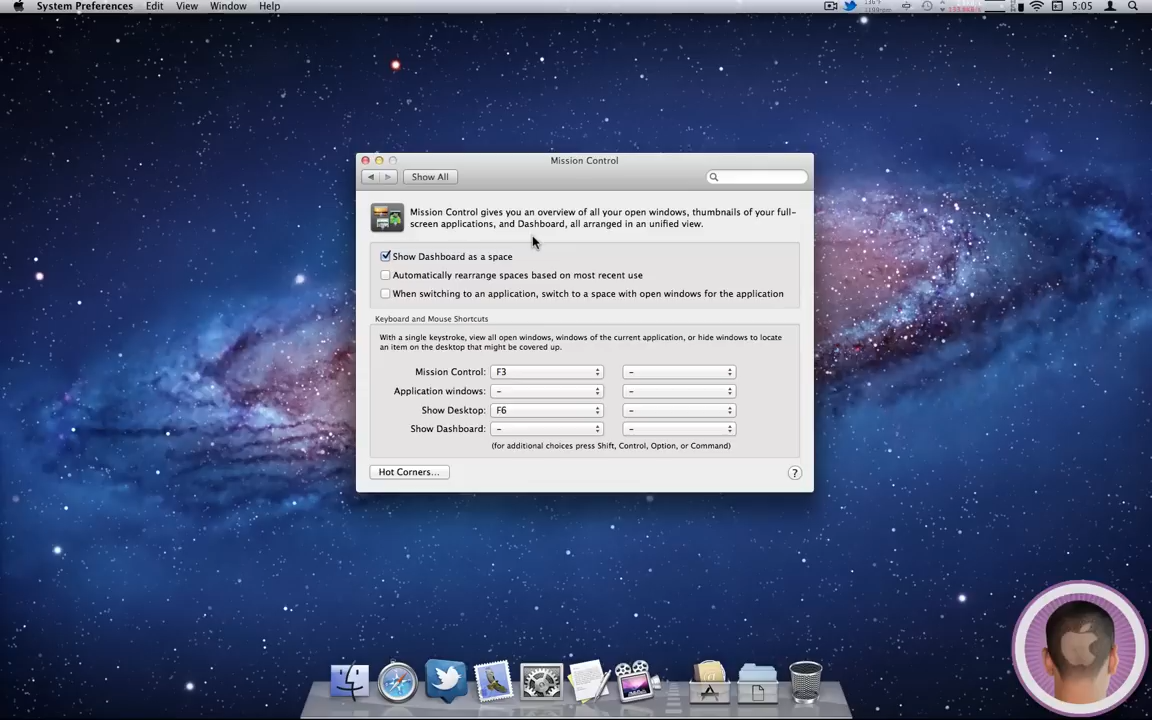 System Preferences Edit View Window Help 5:05
Mission Control
Show All
Mission Control gives you an overview of all your open windows, thumbnails of your full-
screen applications, and Dashboard, all arranged in an unified view.
Show Dashboard as a space
Automatically rearrange spaces based on most recent use
When switching to an application, switch to a space with open windows for the application
Keyboard and Mouse Shortcuts
With a single keystroke, view all open windows, windows of the current application, or hide windows to locate
an item on the desktop that might be covered up.
Mission Control: F3 –
Application windows: – –
Show Desktop: F6 –
Show Dashboard: – –
(for additional choices press Shift, Control, Option, or Command)
Hot Corners... ?